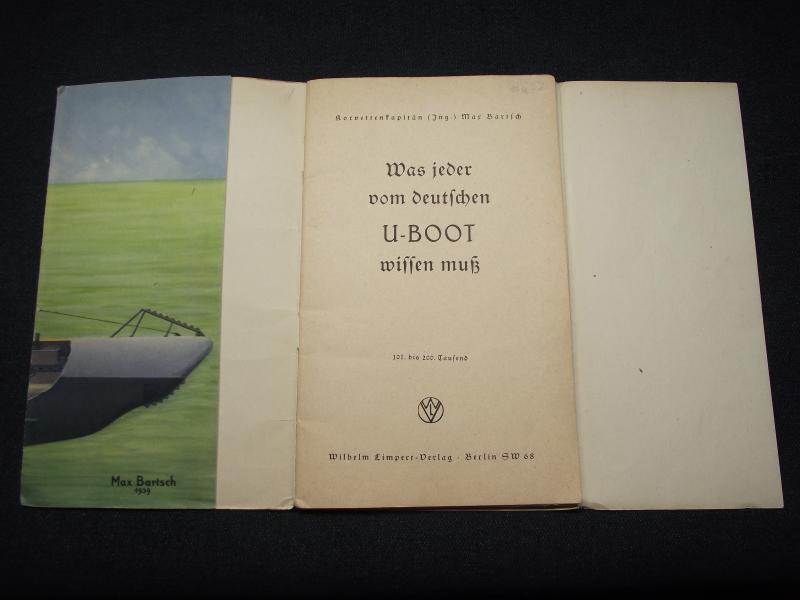 Max Bartsch
1939
Korvettenkapitän (Ing.) Max Bartsch
Was jeder
vom deutschen
U-BOOT
wissen muß
101. bis 200. Tausend
Wilhelm Limpert-Verlag · Berlin SW 68